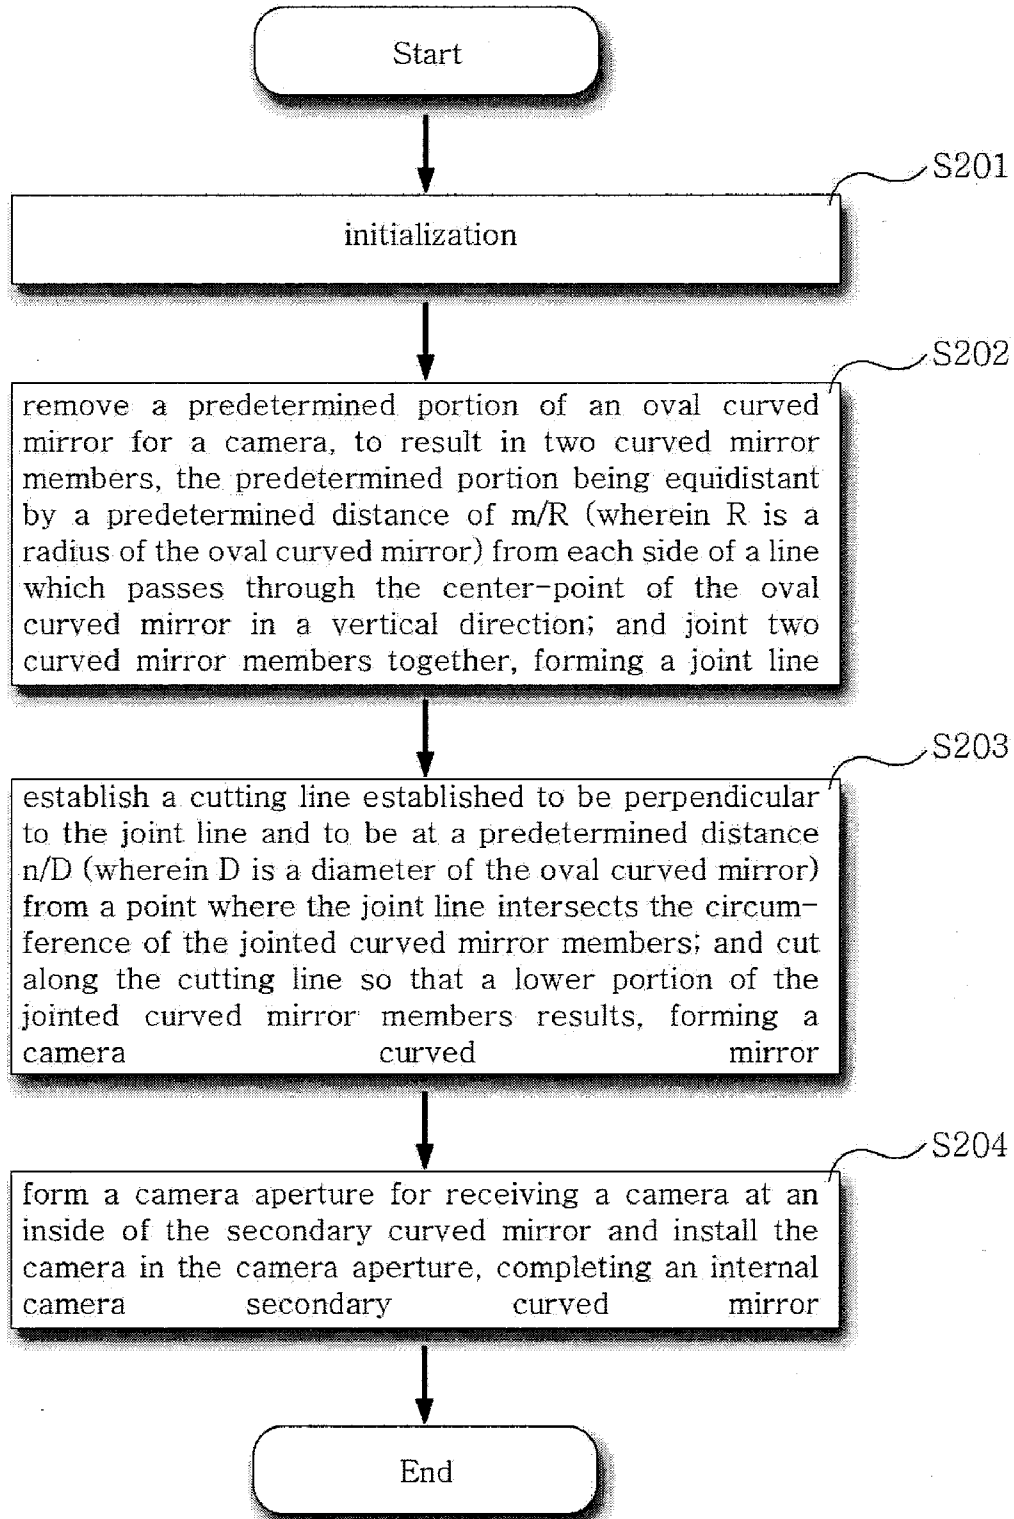 Start
S201
initialization
S202
remove a predetermined portion of an oval curved
mirror for a camera, to result in two curved mirror
members, the predetermined portion being equidistant
by a predetermined distance of m/R (wherein R is a
radius of the oval curved mirror) from each side of a line
which passes through the center-point of the oval
curved mirror in a vertical direction; and joint two
curved mirror members together, forming a joint line
S203
establish a cutting line established to be perpendicular
to the joint line and to be at a predetermined distance
n/D (wherein D is a diameter of the oval curved mirror)
from a point where the joint line intersects the circum-
ference of the jointed curved mirror members; and cut
along the cutting line so that a lower portion of the
jointed curved mirror members results, forming a
camera curved mirror
S204
form a camera aperture for receiving a camera at an
inside of the secondary curved mirror and install the
camera in the camera aperture, completing an internal
camera secondary curved mirror
End